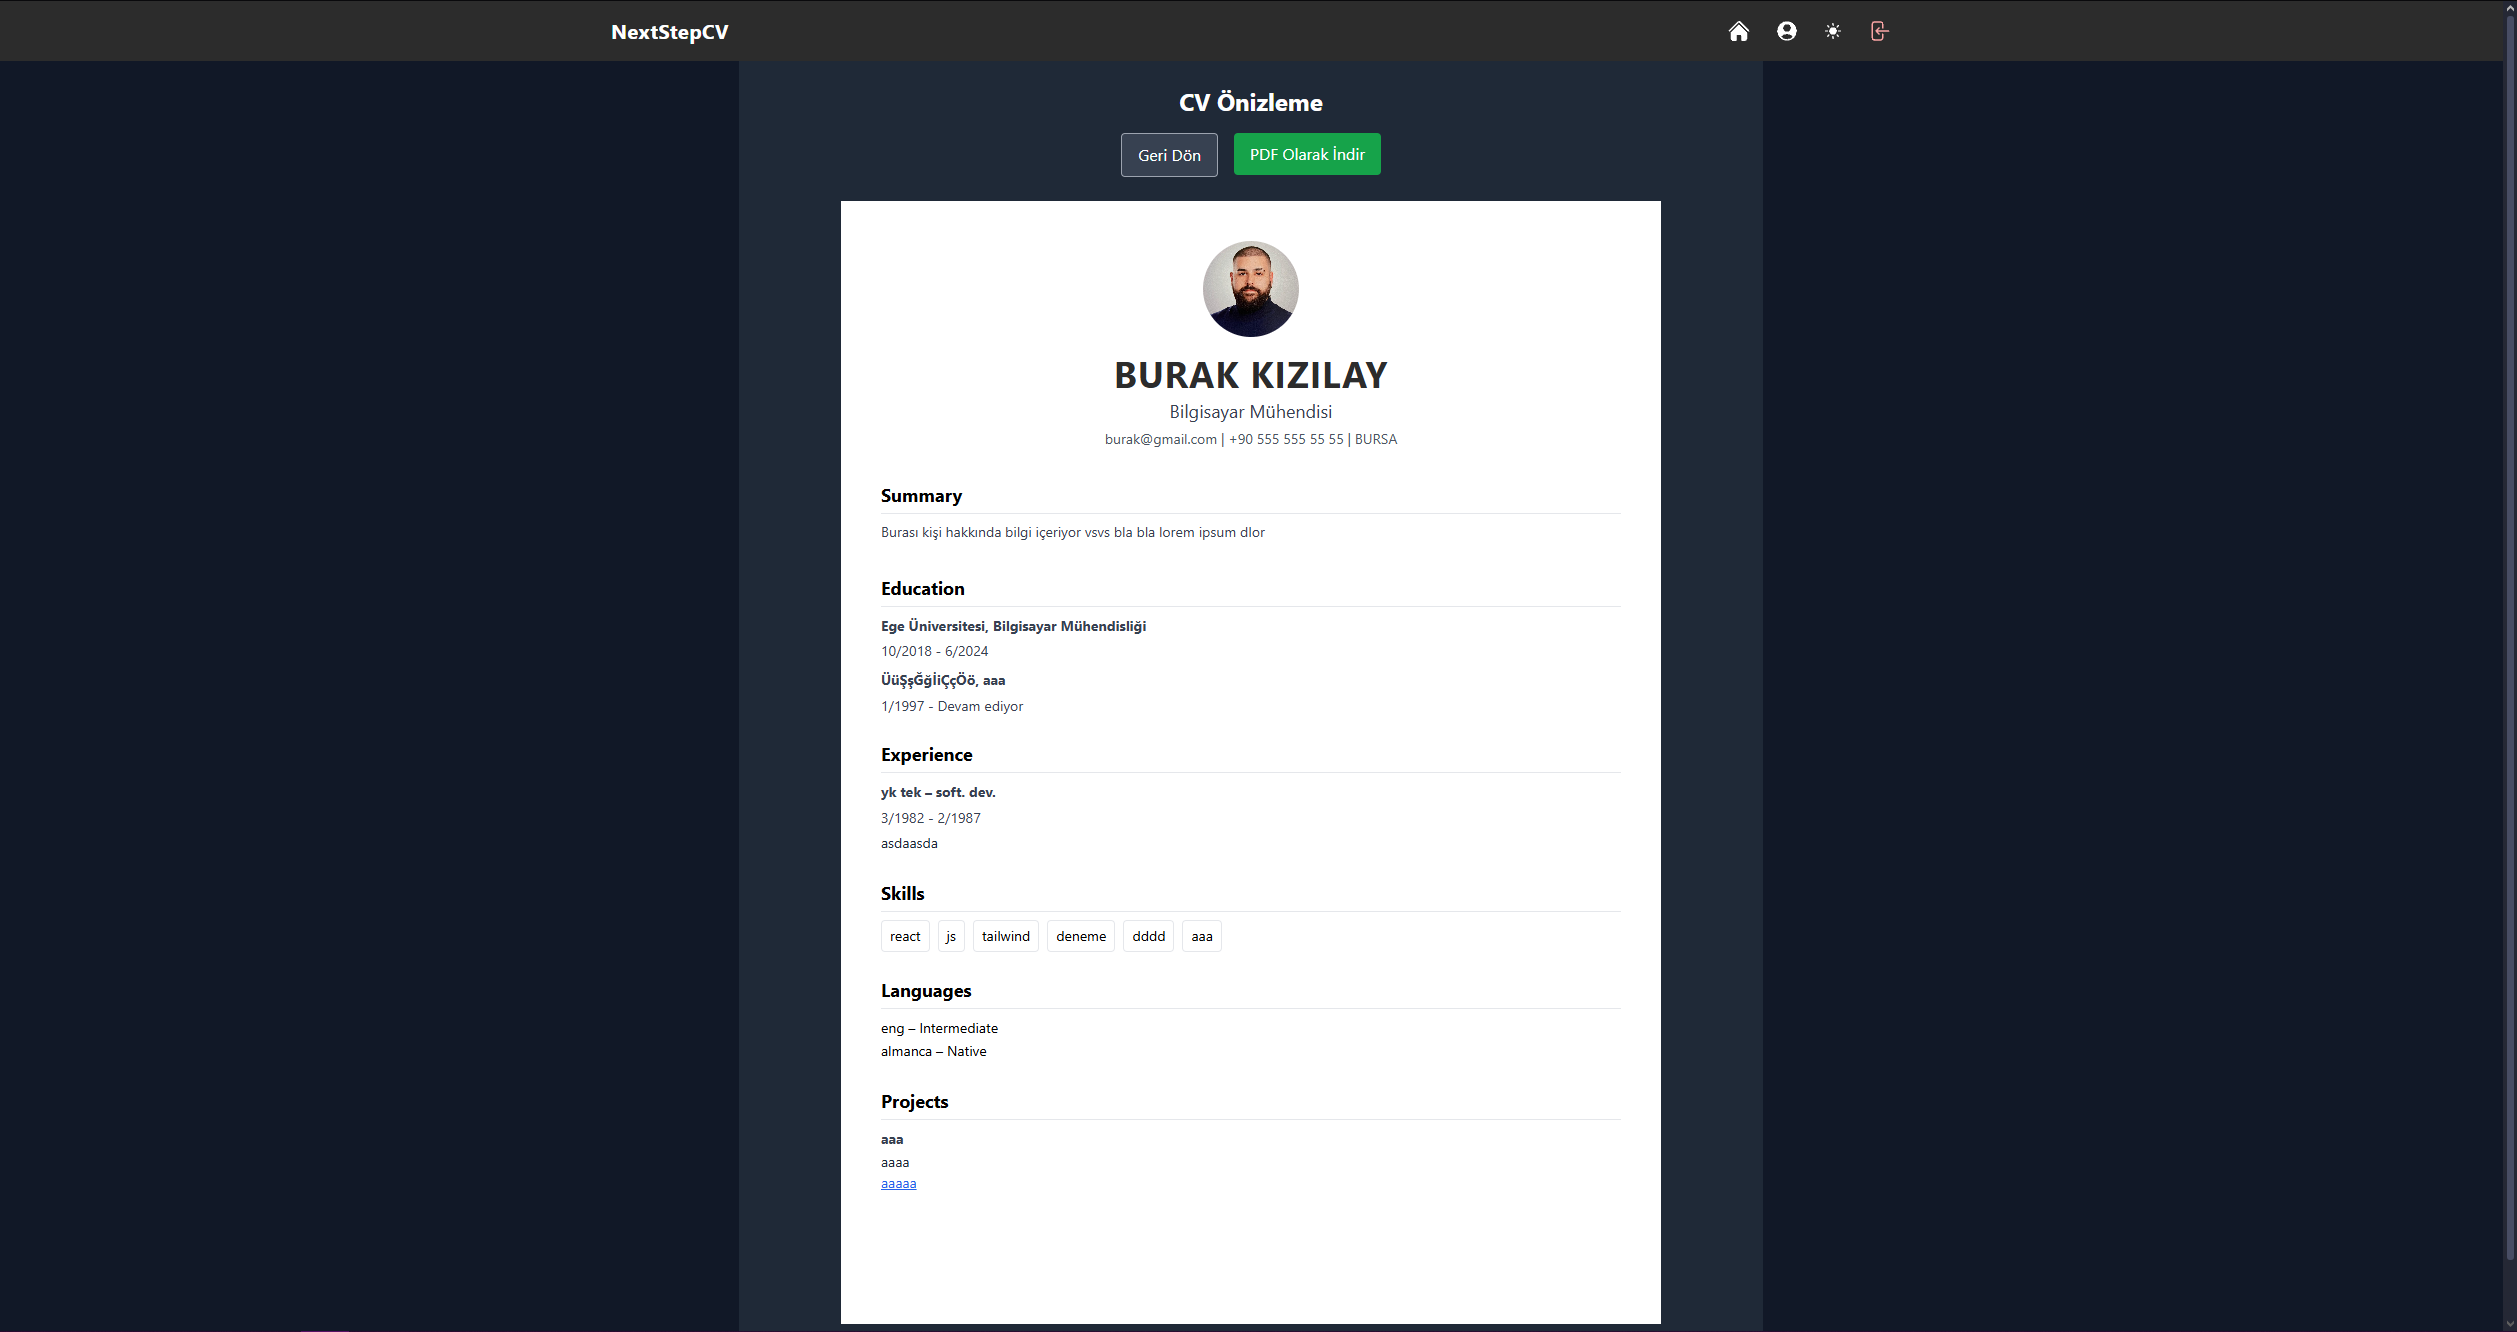 NextStepCV
CV Önizleme
Geri Dön
PDF Olarak İndir
BURAK KIZILAY
Bilgisayar Mühendisi
burak@gmail.com | +90 555 555 55 55 | BURSA
Summary
Burası kişi hakkında bilgi içeriyor vsvs bla bla lorem ipsum dlor
Education
Ege Üniversitesi, Bilgisayar Mühendisliği
10/2018 - 6/2024
ÜüŞşĞğİiÇçÖö, aaa
1/1997 - Devam ediyor
Experience
yk tek – soft. dev.
3/1982 - 2/1987
asdaasda
Skills
react js tailwind deneme dddd aaa
Languages
eng – Intermediate
almanca – Native
Projects
aaa
aaaa
aaaaa